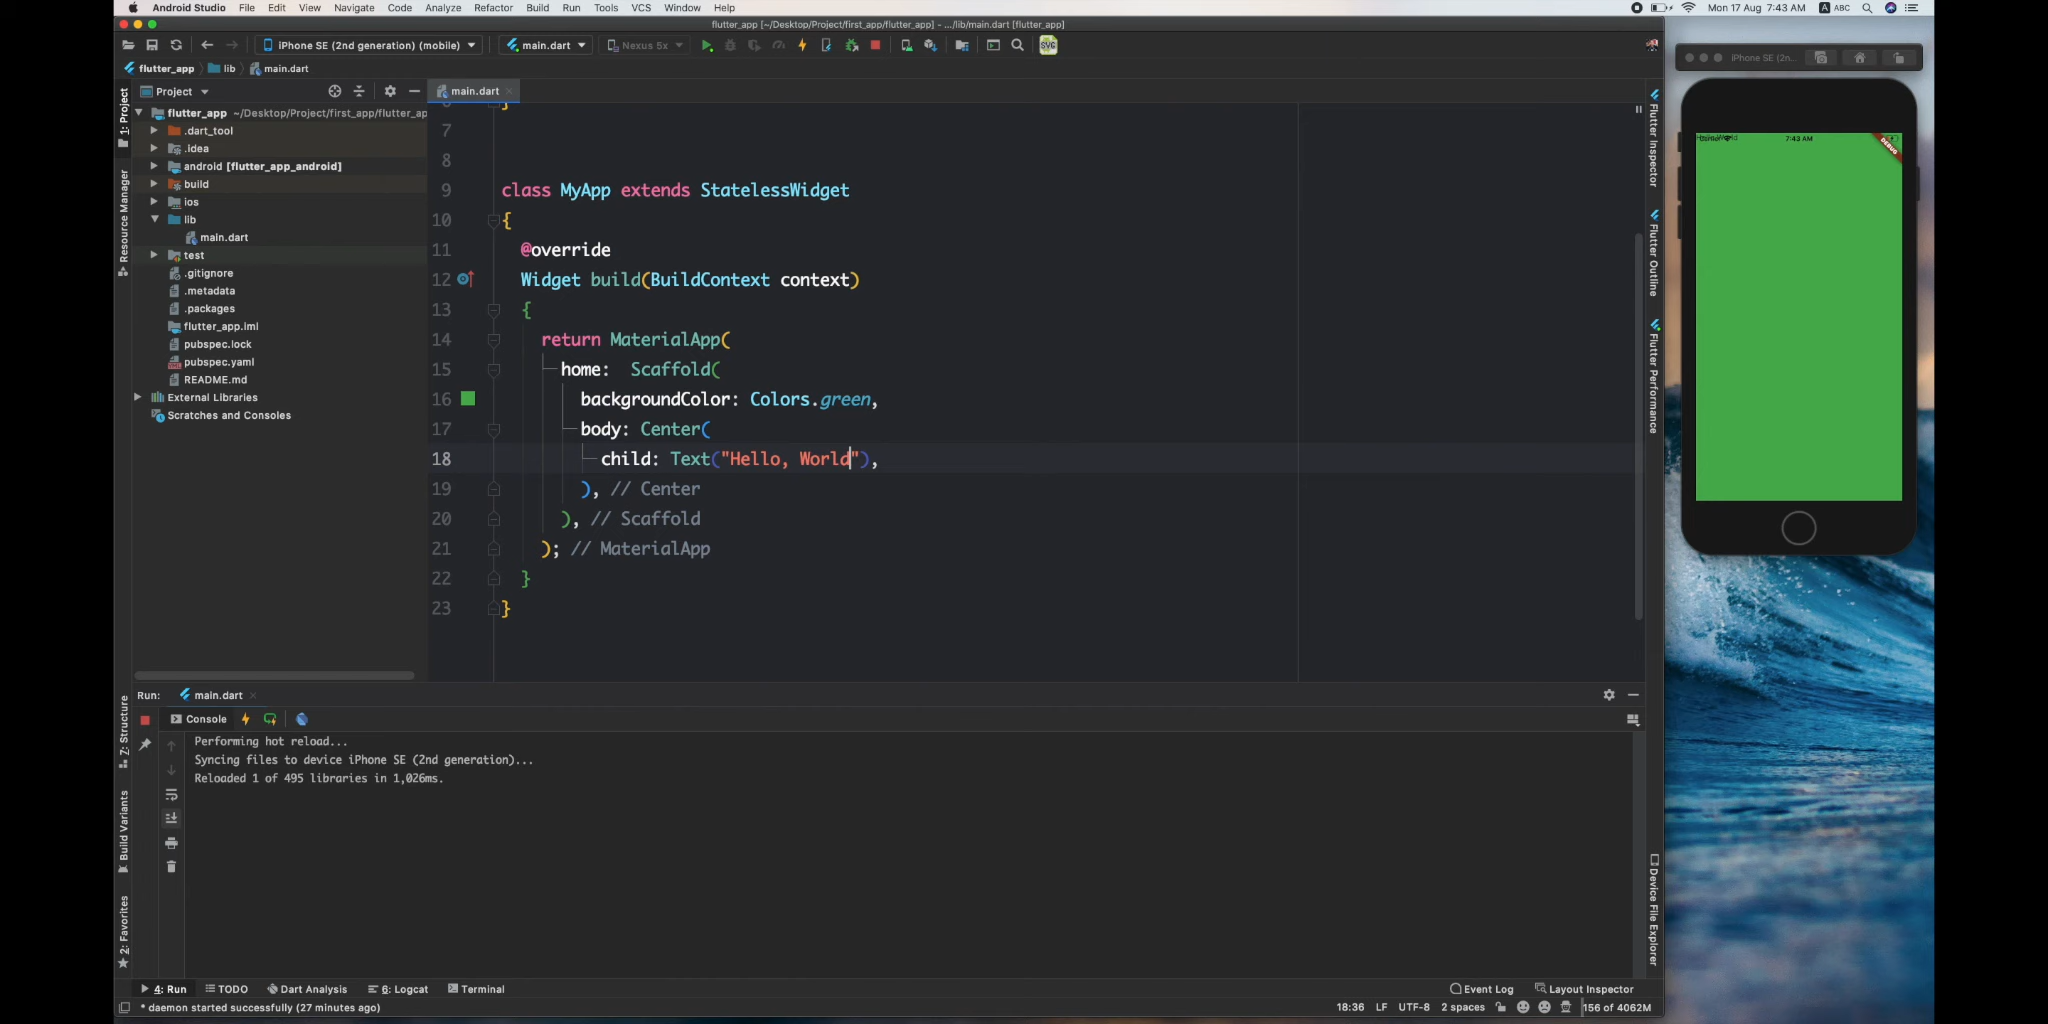 Android Studio File Edit View Navigate Code Analyze Refactor Build Run Tools VCS Window Help
Mon 17 Aug 7:43 AM A ABC
flutter_app [~/Desktop/Project/first_app/flutter_app] - .../lib/main.dart [flutter_app]
iPhone SE (2nd generation) (mobile) main.dart Nexus 5x SVG
iPhone SE (2n...
flutter_app lib main.dart
1: Project
Resource Manager
Z: Structure
Build Variants
2: Favorites
Project
flutter_app ~/Desktop/Project/first_app/flutter_ap
.dart_tool
.idea
android [flutter_app_android]
build
ios
lib
main.dart
test
.gitignore
.metadata
.packages
flutter_app.iml
pubspec.lock
pubspec.yaml
README.md
External Libraries
Scratches and Consoles
main.dart
7
8
9 class MyApp extends StatelessWidget
10 {
11 @override
12 Widget build(BuildContext context)
13 {
14 return MaterialApp(
15 home: Scaffold(
16 backgroundColor: Colors.green,
17 body: Center(
18 child: Text("Hello, World"),
19 ), // Center
20 ), // Scaffold
21 ); // MaterialApp
22 }
23 }
Flutter Inspector
Flutter Outline
Flutter Performance
Device File Explorer
7:43 AM
DEBUG
Run: main.dart
Console
Performing hot reload...
Syncing files to device iPhone SE (2nd generation)...
Reloaded 1 of 495 libraries in 1,026ms.
4: Run TODO Dart Analysis 6: Logcat Terminal Event Log Layout Inspector
* daemon started successfully (27 minutes ago) 18:36 LF UTF-8 2 spaces 156 of 4062M